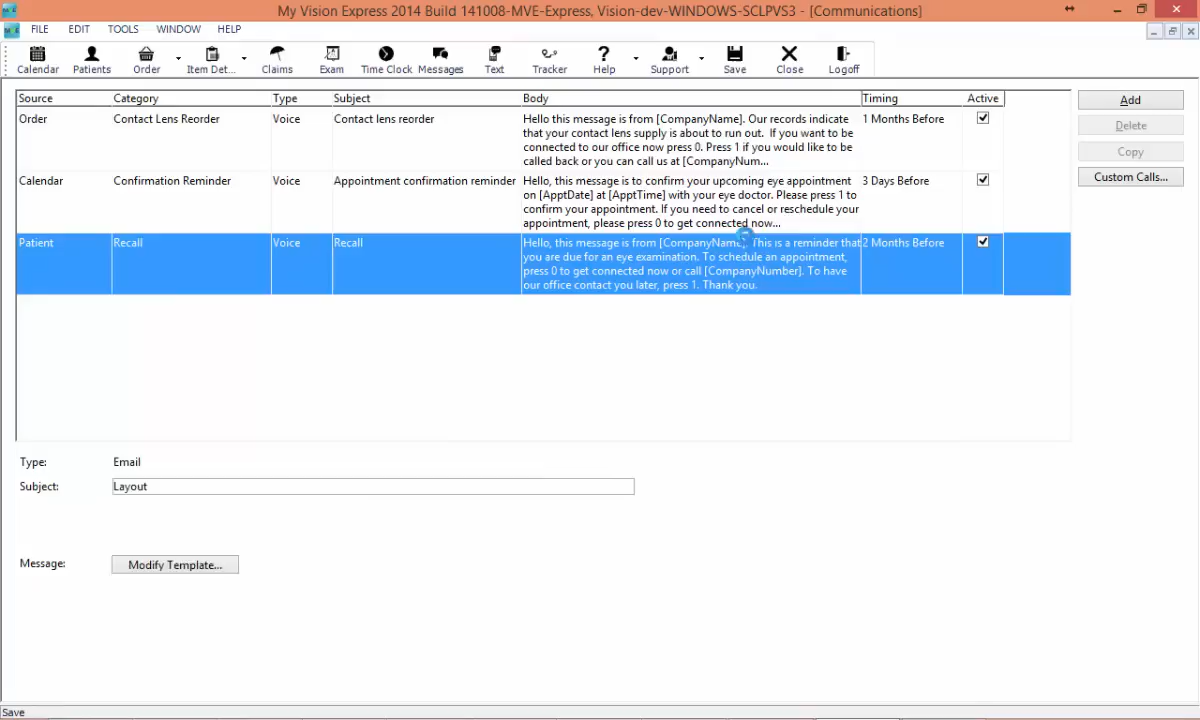 My Vision Express 2014 Build 141008-MVE-Express, Vision-dev-WINDOWS-SCLPVS3 - [Communications]
FILE EDIT TOOLS WINDOW HELP
Calendar Patients Order Item Det... Claims Exam Time Clock Messages Text Tracker Help Support Save Close Logoff
Source Category Type Subject Body Timing Active
Add
Order Contact Lens Reorder Voice Contact lens reorder Hello this message is from [CompanyName]. Our records indicate 1 Months Before
that your contact lens supply is about to run out. If you want to be
Delete
connected to our office now press 0. Press 1 if you would like to be
Copy
called back or you can call us at [CompanyNum...
Custom Calls...
Calendar Confirmation Reminder Voice Appointment confirmation reminder Hello, this message is to confirm your upcoming eye appointment 3 Days Before
on [ApptDate] at [ApptTime] with your eye doctor. Please press 1 to
confirm your appointment. If you need to cancel or reschedule your
appointment, please press 0 to get connected now...
Patient Recall Voice Recall Hello, this message is from [CompanyName]. This is a reminder that 2 Months Before
you are due for an eye examination. To schedule an appointment,
press 0 to get connected now or call [CompanyNumber]. To have
our office contact you later, press 1. Thank you.
Type: Email
Subject: Layout
Message: Modify Template...
Save